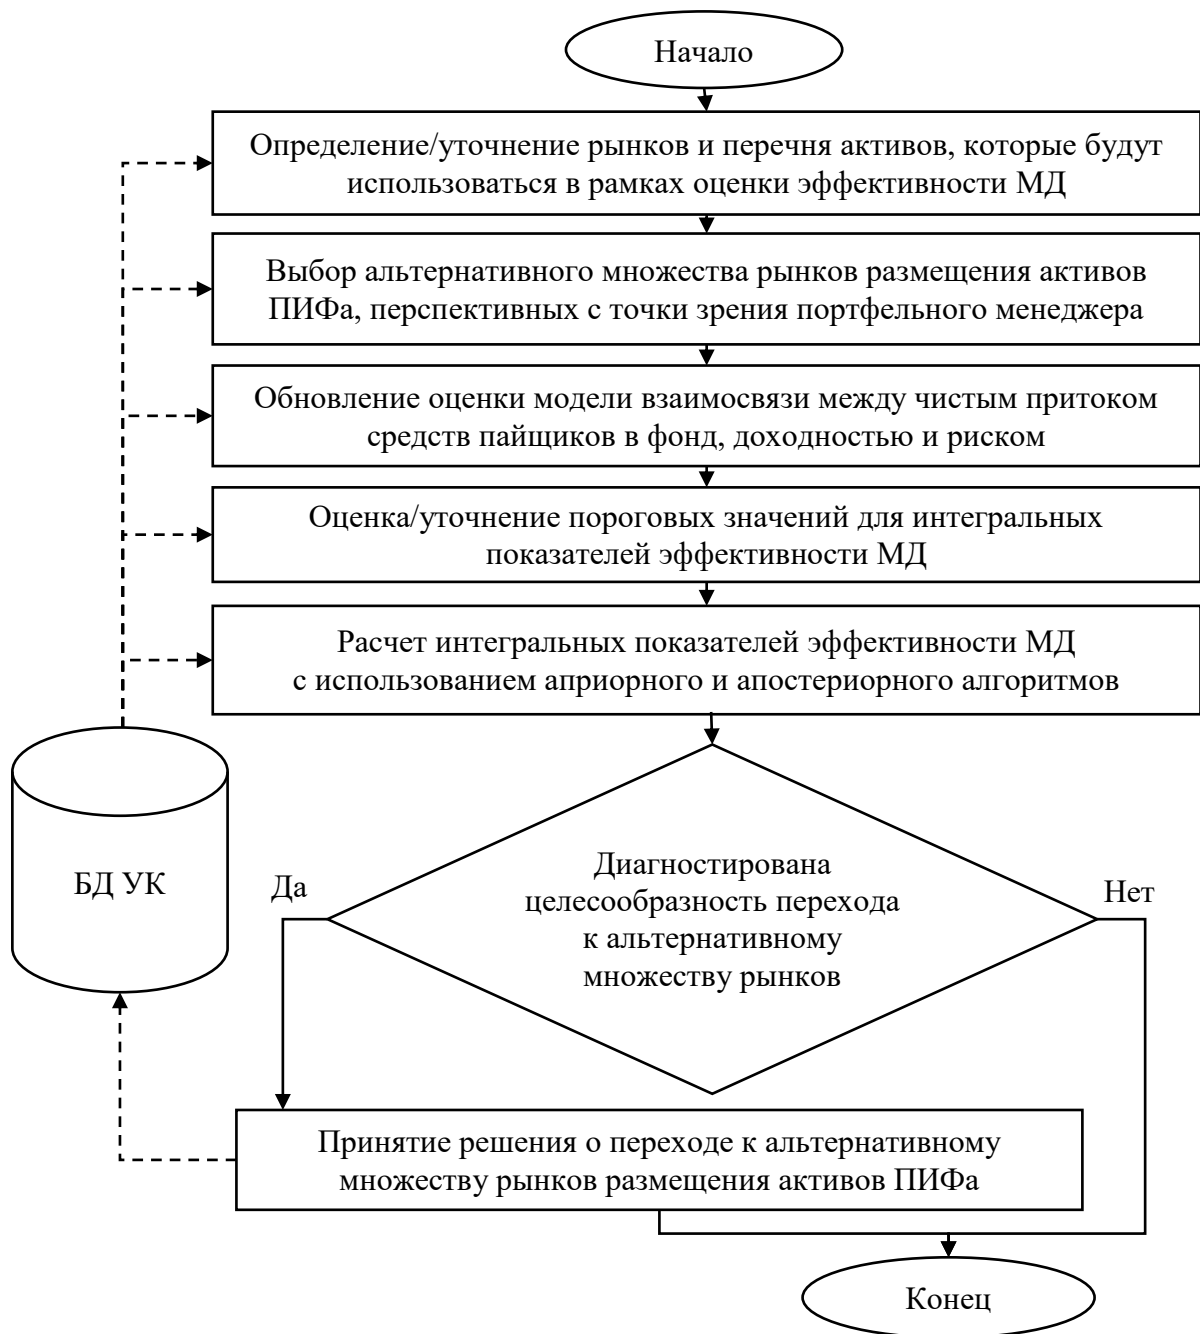 Начало
Определение/уточнение рынков и перечня активов, которые будут
использоваться в рамках оценки эффективности МД
Выбор альтернативного множества рынков размещения активов
ПИФа, перспективных с точки зрения портфельного менеджера
Обновление оценки модели взаимосвязи между чистым притоком
средств пайщиков в фонд, доходностью и риском
Оценка/уточнение пороговых значений для интегральных
показателей эффективности МД
Расчет интегральных показателей эффективности МД
с использованием априорного и апостериорного алгоритмов
БД УК
Да
Диагностирована
целесообразность перехода
к альтернативному
множеству рынков
Нет
Принятие решения о переходе к альтернативному
множеству рынков размещения активов ПИФа
Конец